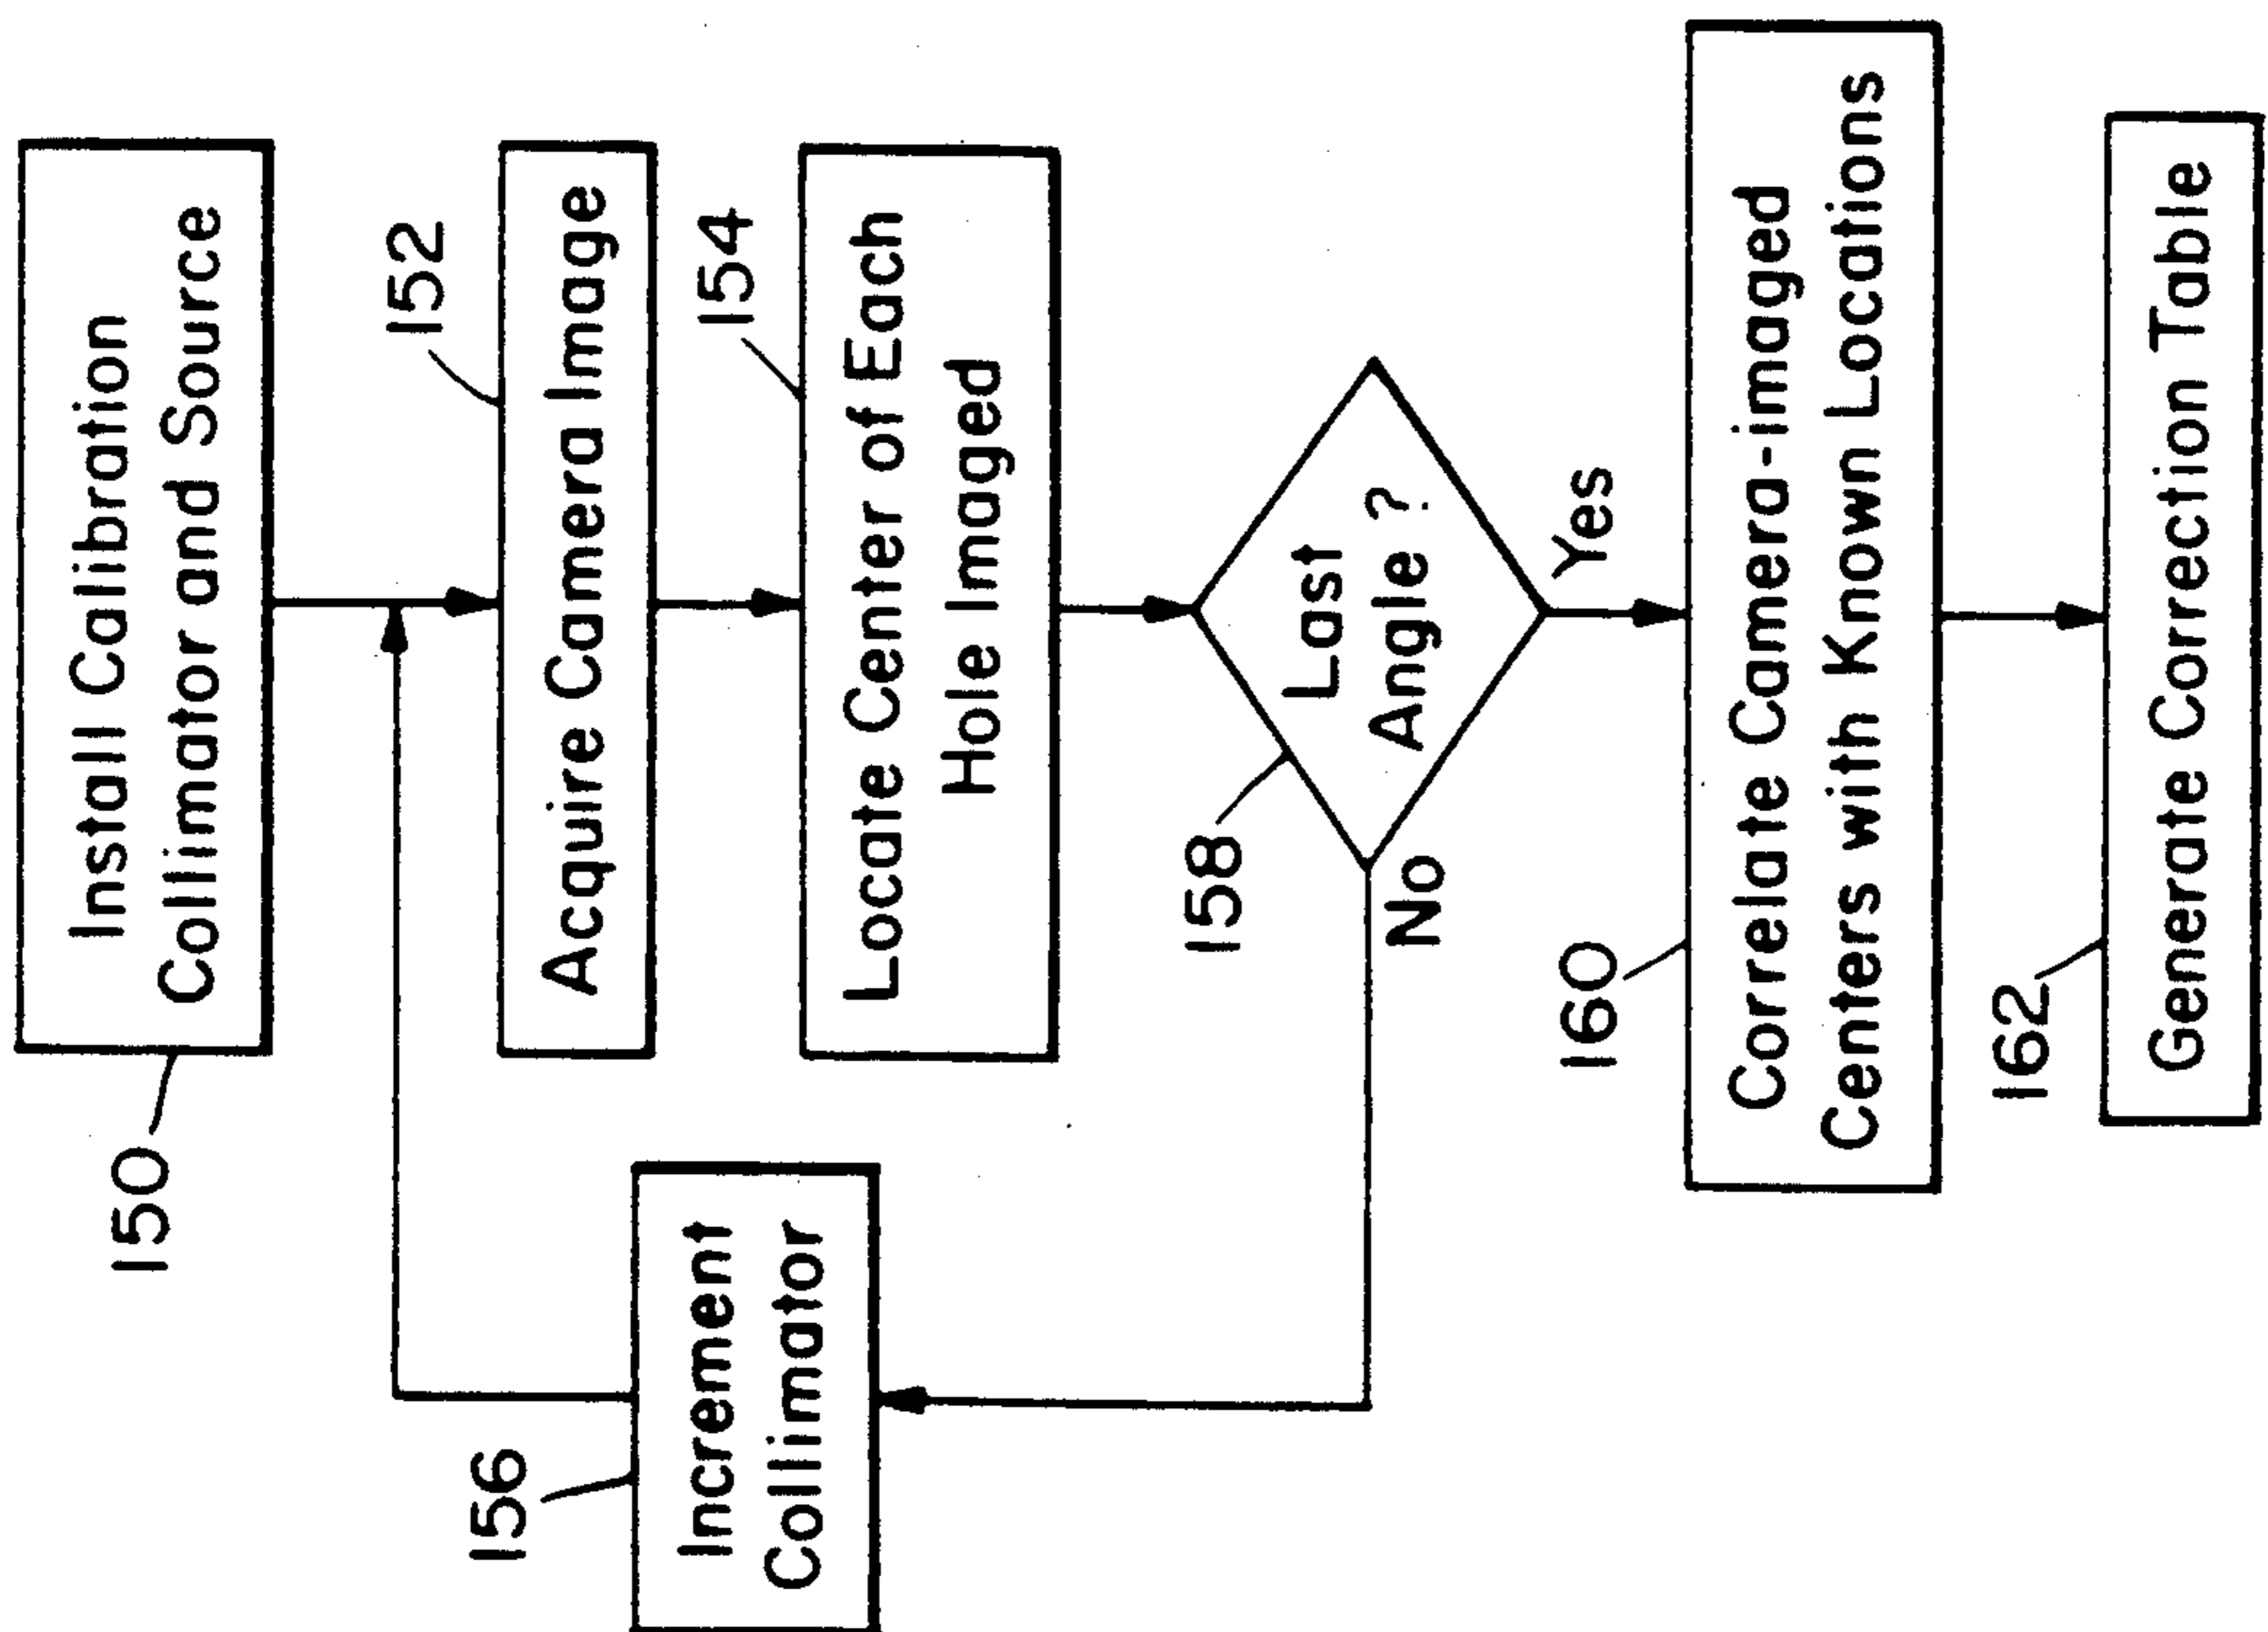 150
Install Calibration
Collimator and Source
152
Acquire Camera Image
154
Locate Center of Each
Hole Imaged
156
Increment
Collimator
158
Last
Angle ?
No
Yes
160
Correlate Camera-imaged
Centers with Known Locations
162
Generate Correction Table